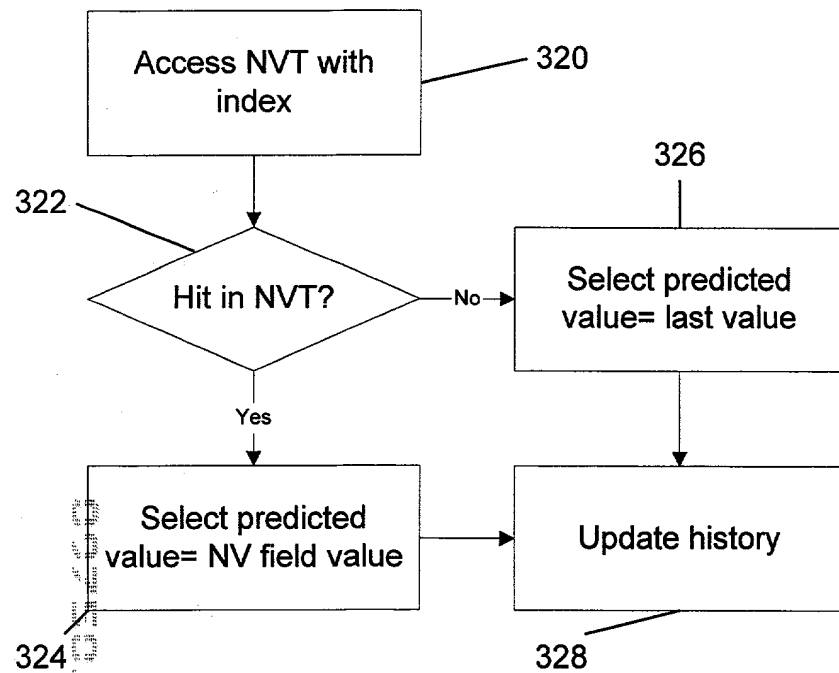 Access NVT with
index
320
326
322
Hit in NVT?
No
Select predicted
value= last value
Yes
Select predicted
value= NV field value
Update history
324
328